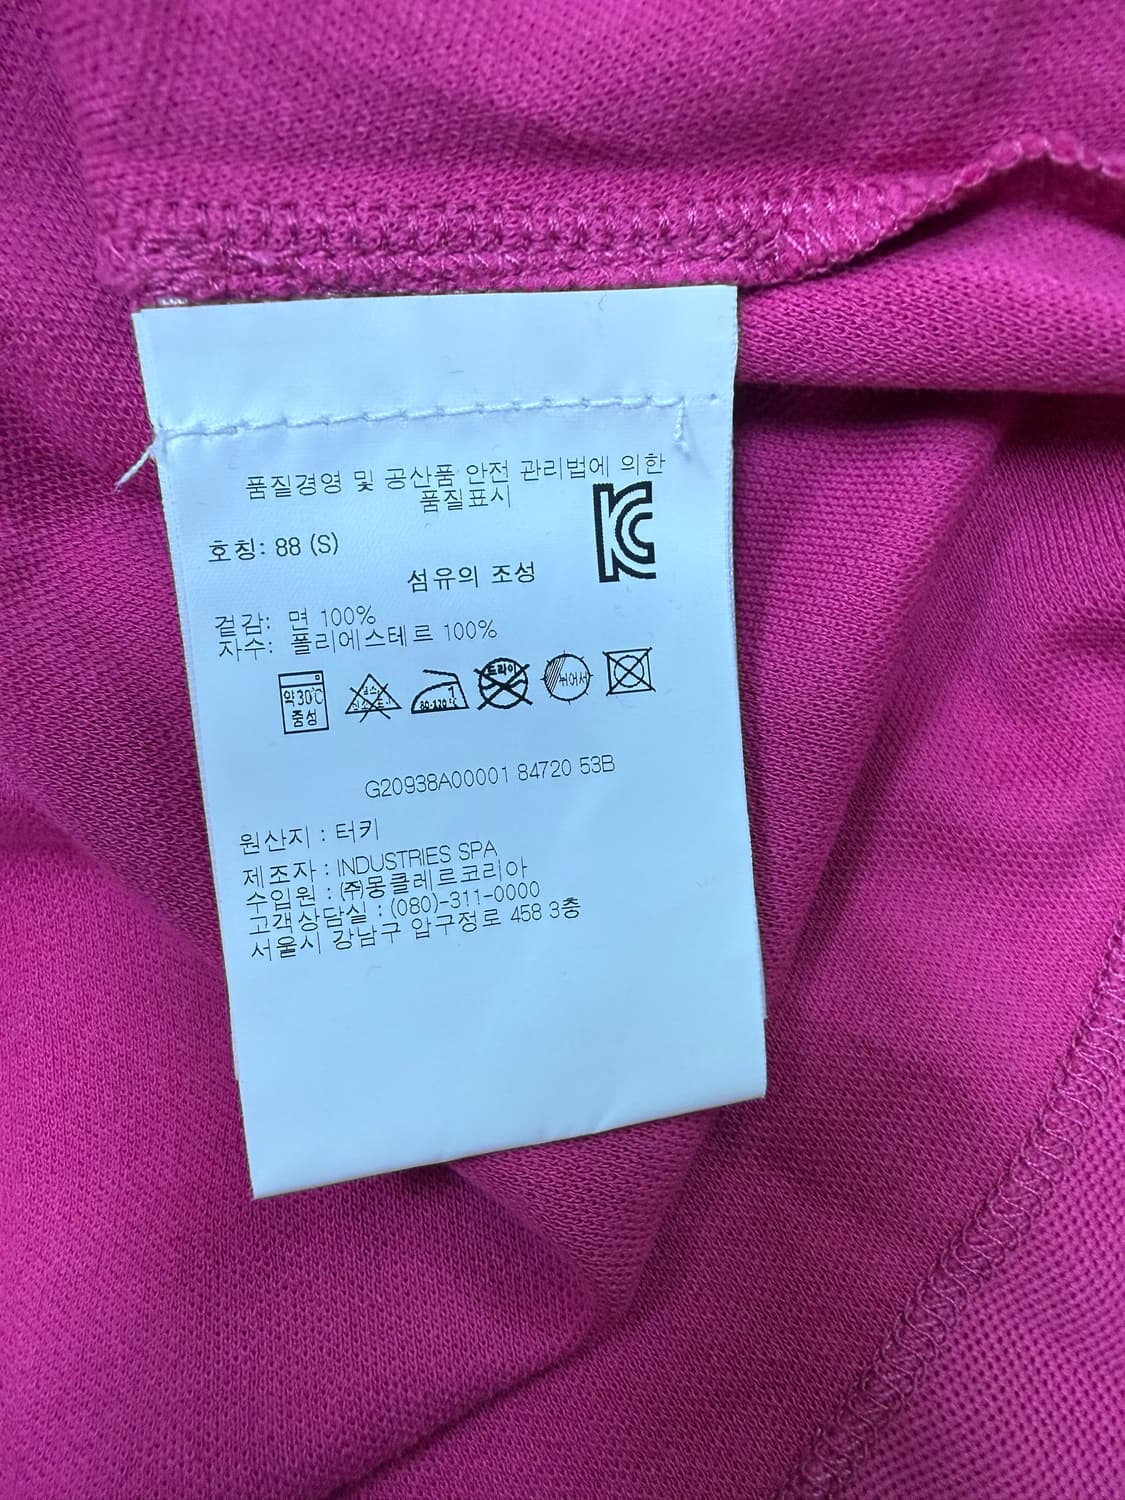 품질경영 및 공산품 안전 관리법에 의한
품질표시
호칭: 88 (S)
섬유의 조성
겉감: 면 100%
자수: 폴리에스테르 100%
약30℃
중성
1
80-120℃
드라이
뉘어서
G20938A00001 84720 53B
원산지 : 터키
제조자 : INDUSTRIES SPA
수입원 : ㈜몽클레르코리아
고객상담실 : (080)-311-0000
서울시 강남구 압구정로 458 3층